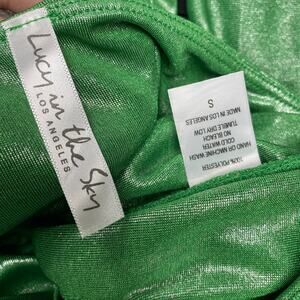 Lucy in the Sky
LOS ANGELES
100% POLYESTER
HAND OR MACHINE WASH
COLD WATER
NO BLEACH
TUMBLE DRY LOW
MADE IN LOS ANGELES
S